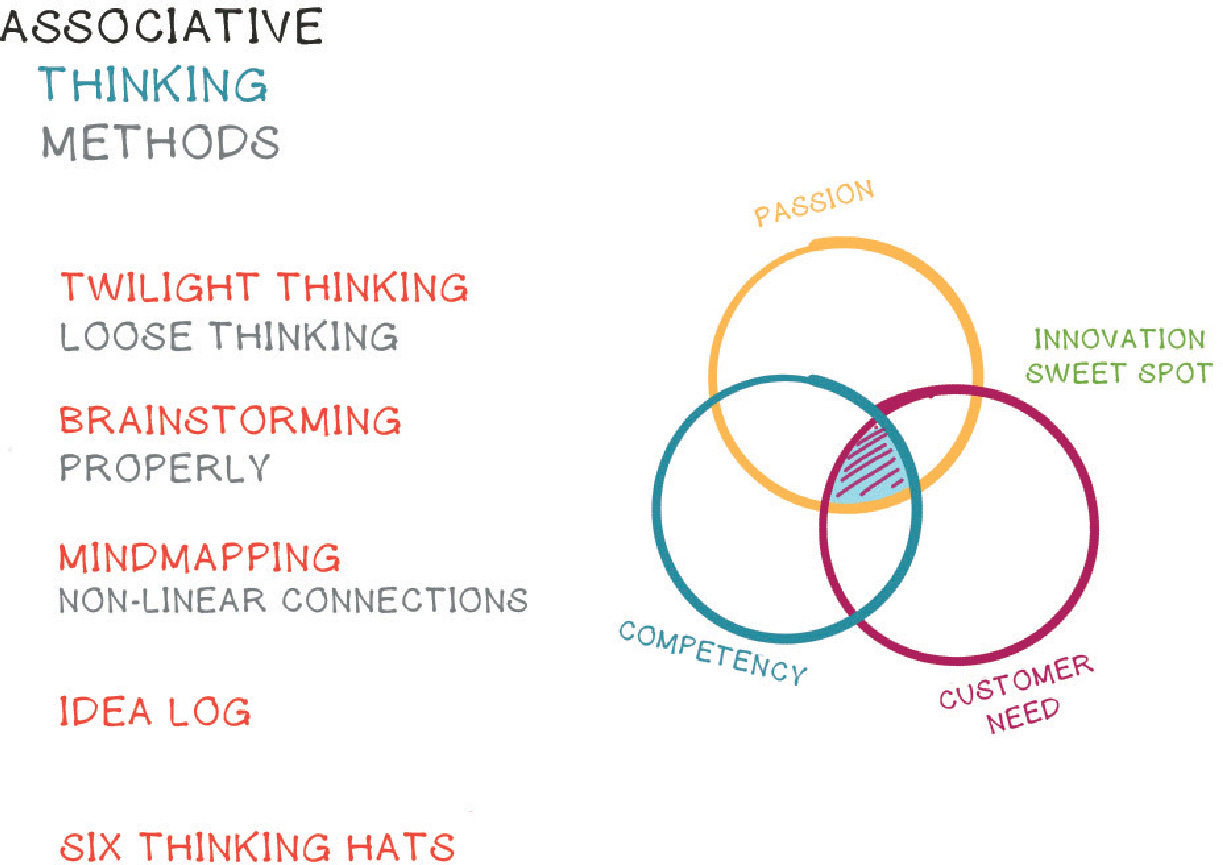 ASSOCIATIVE
THINKING
METHODS
TWILIGHT THINKING
LOOSE THINKING
BRAINSTORMING
PROPERLY
MINDMAPPING
NON-LINEAR CONNECTIONS
IDEA LOG
SIX THINKING HATS
PASSION
INNOVATION
SWEET SPOT
COMPETENCY
CUSTOMER
NEED